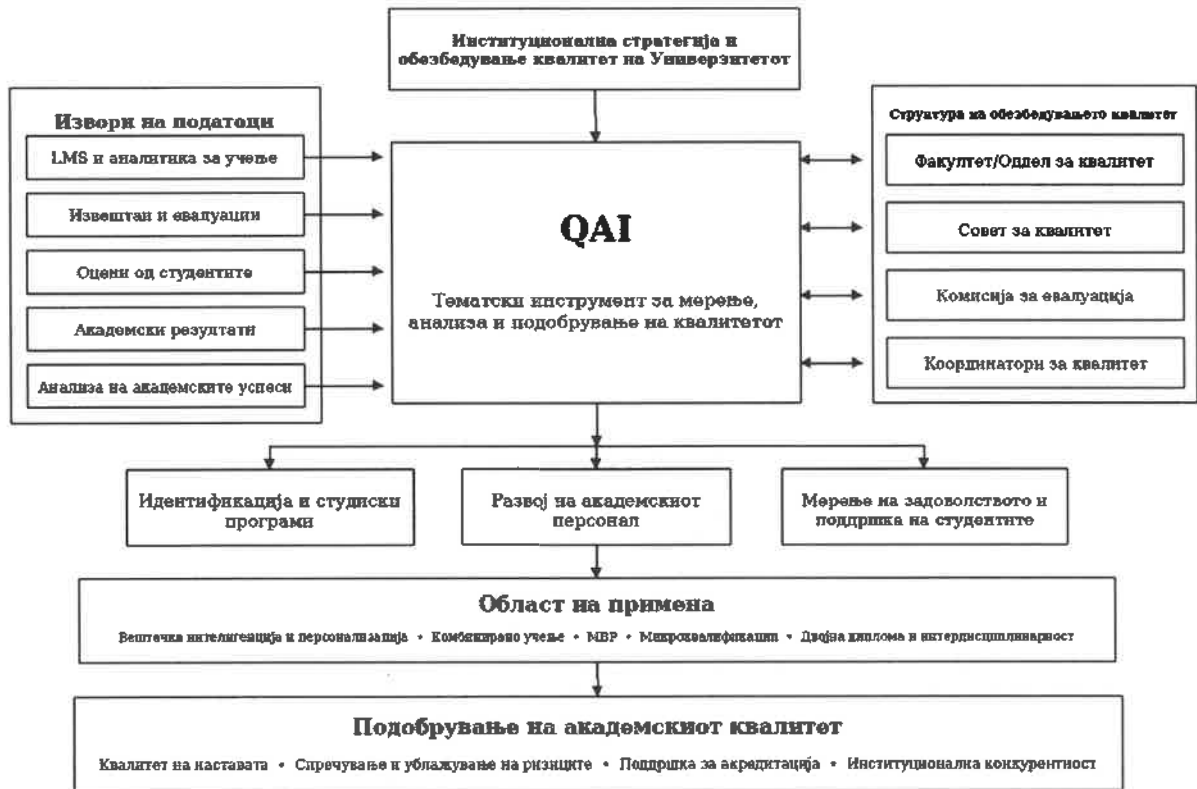 Институционална стратегија и
обезбедување квалитет на Универзитетот
Извори на податоци
LMS и аналитика за учење
Извештаи и евалуации
Оцени од студентите
Академски резултати
Анализа на академските успеси
QAI
Тематски инструмент за мерење,
анализа и подобрување на квалитетот
Структура на обезбедувањето квалитет
Факултет/Оддел за квалитет
Совет за квалитет
Комисија за евалуација
Координатори за квалитет
Идентификација и студиски
програми
Развој на академскиот
персонал
Мерење на задоволството и
поддршка на студентите
Област на примена
Вештачка интелигенција и персонализација • Комбинирано учење • МВР • Микроквалификации • Двојна диплома и интердисциплинарност
Подобрување на академскиот квалитет
Квалитет на наставата • Спречување и ублажување на ризиците • Поддршка за акредитација • Институционална конкурентност